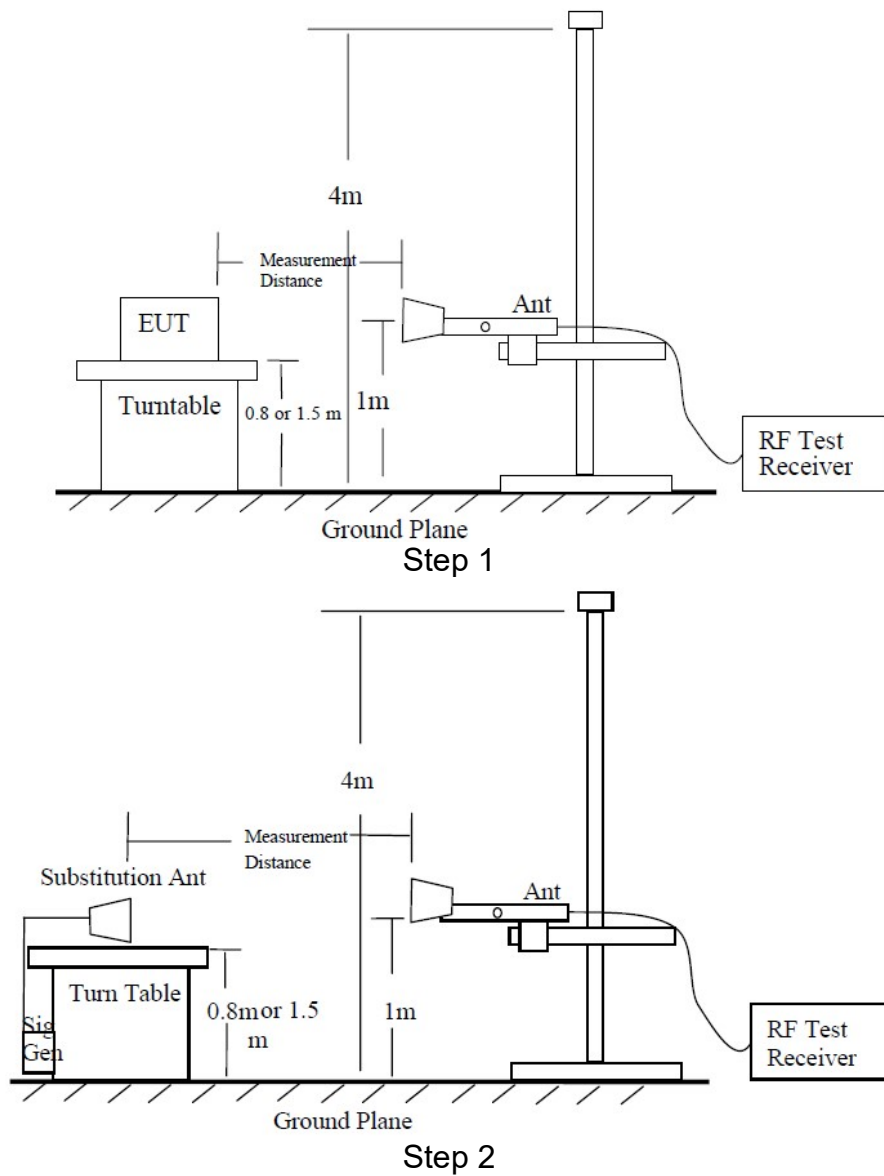 4m
Measurement
Distance
EUT
Ant
Turntable
0.8 or 1.5 m
1m
RF Test
Receiver
Ground Plane
Step 1
4m
Measurement
Distance
Substitution Ant
Ant
Turn Table
0.8m or 1.5
m
1m
Sig
Gen
RF Test
Receiver
Ground Plane
Step 2